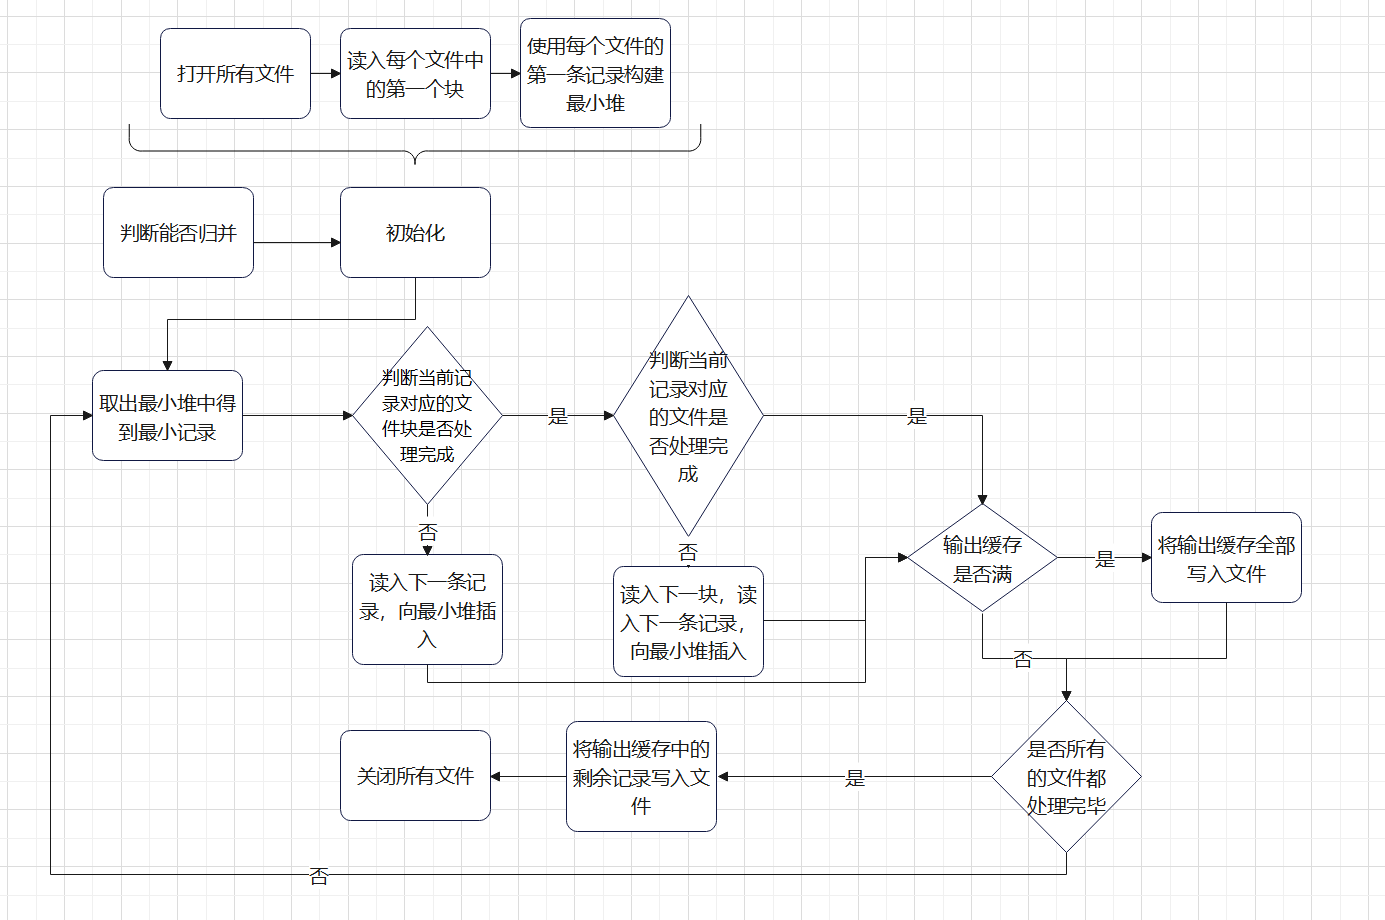 打开所有文件
读入每个文件中
的第一个块
使用每个文件的
第一条记录构建
最小堆
判断能否归并
初始化
取出最小堆中得
到最小记录
判断当前记
录对应的文
件块是否处
理完成
是
判断当前
记录对应
的文件是
否处理完
成
是
否
读入下一条记
录，向最小堆插
入
否
读入下一块，读
入下一条记录，
向最小堆插入
输出缓存
是否满
是
将输出缓存全部
写入文件
否
是否所有
的文件都
处理完毕
是
将输出缓存中的
剩余记录写入文
件
关闭所有文件
否